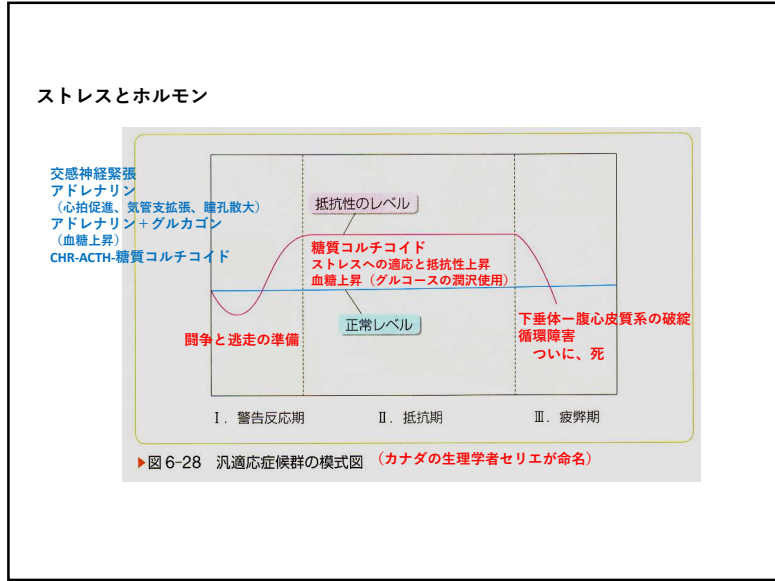 ストレスとホルモン
交感神経緊張
アドレナリン
（心拍促進、気管支拡張、瞳孔散大）
アドレナリン＋グルカゴン
（血糖上昇）
CHR-ACTH-糖質コルチコイド
抵抗性のレベル
糖質コルチコイド
ストレスへの適応と抵抗性上昇
血糖上昇（グルコースの潤沢使用）
正常レベル
闘争と逃走の準備
下垂体ー腹心皮質系の破綻
循環障害
ついに、死
Ⅰ．警告反応期
Ⅱ．抵抗期
Ⅲ．疲弊期
▶図 6-28 汎適応症候群の模式図 （カナダの生理学者セリエが命名）